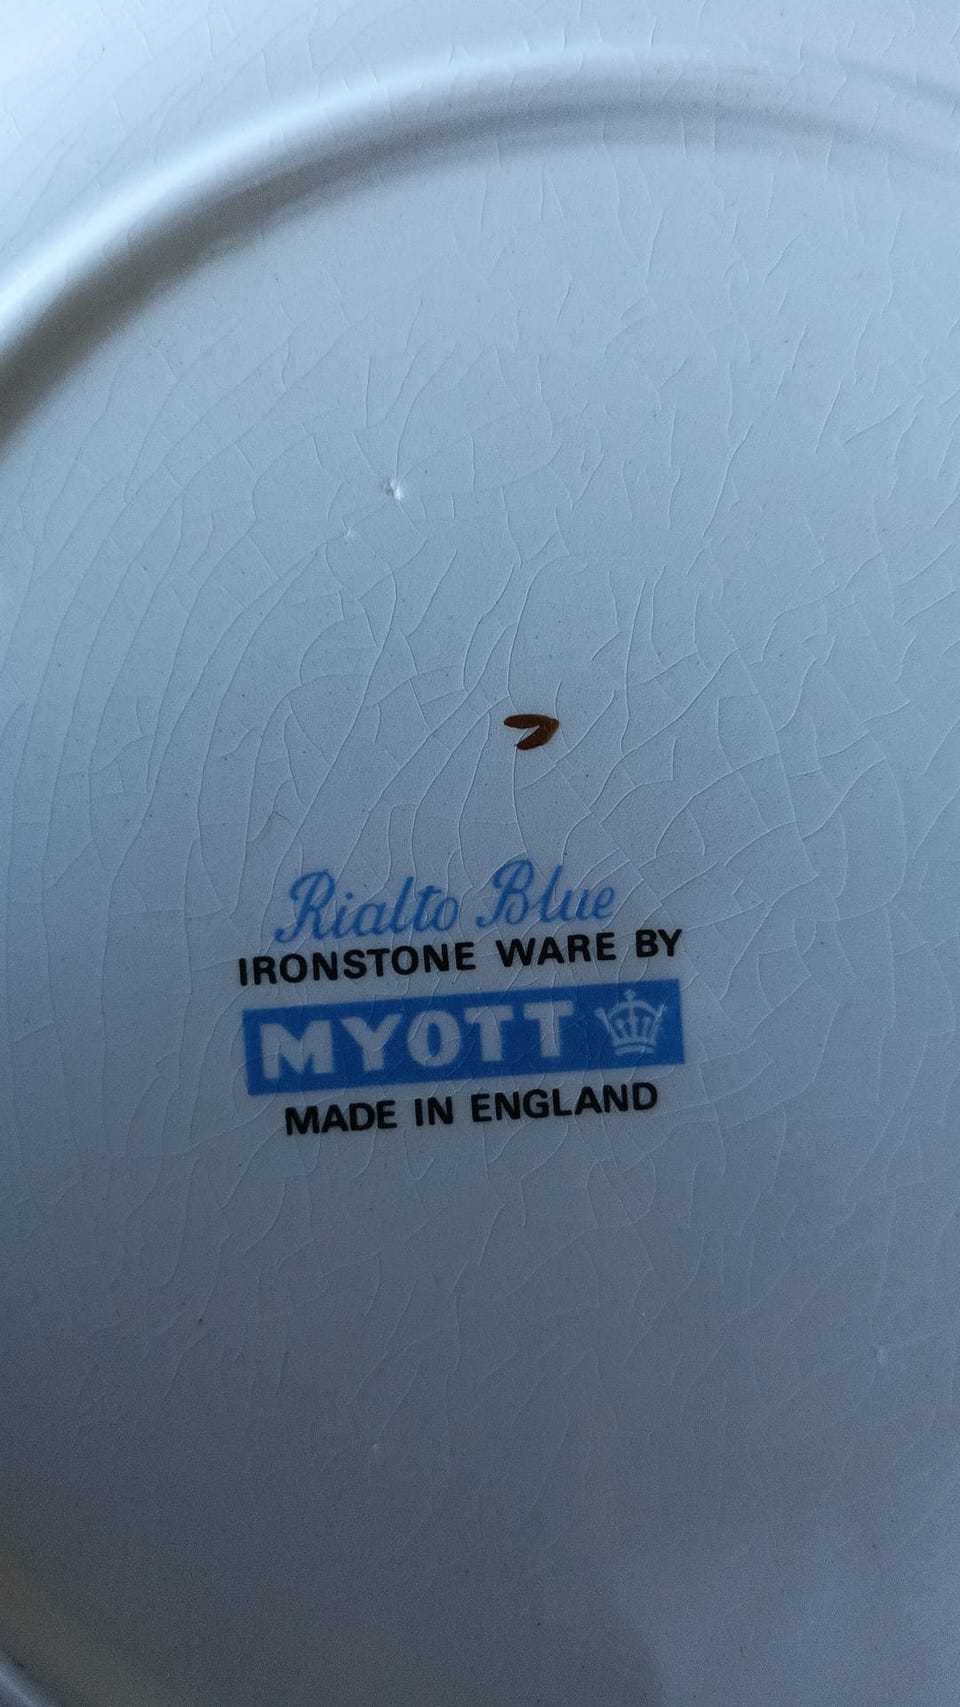 Rialto Blue
IRONSTONE WARE BY
MYOTT
MADE IN ENGLAND